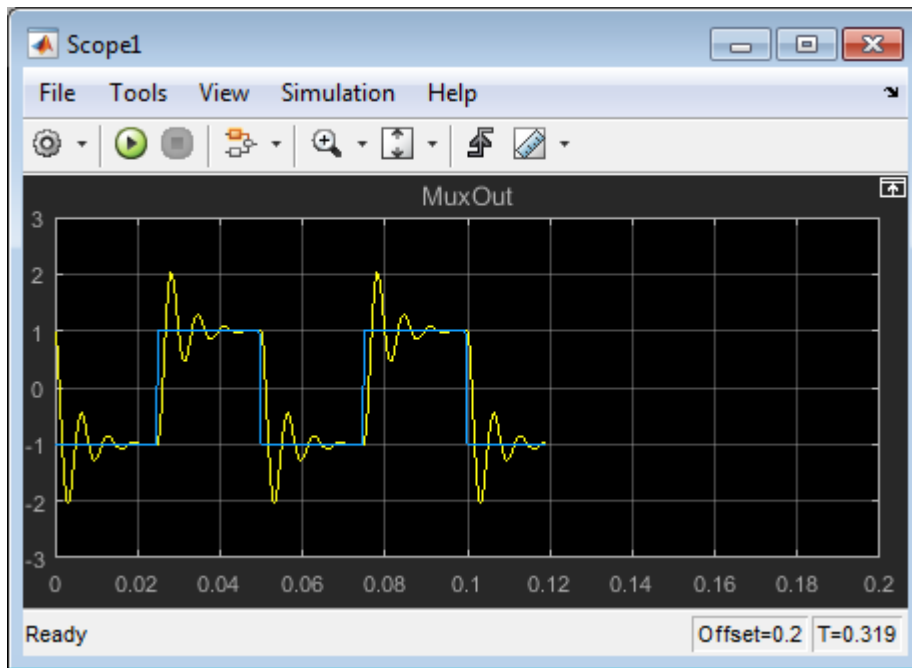 Scope1
File Tools View Simulation Help
MuxOut
3
2
1
0
-1
-2
-3
0 0.02 0.04 0.06 0.08 0.1 0.12 0.14 0.16 0.18 0.2
Ready Offset=0.2 T=0.319